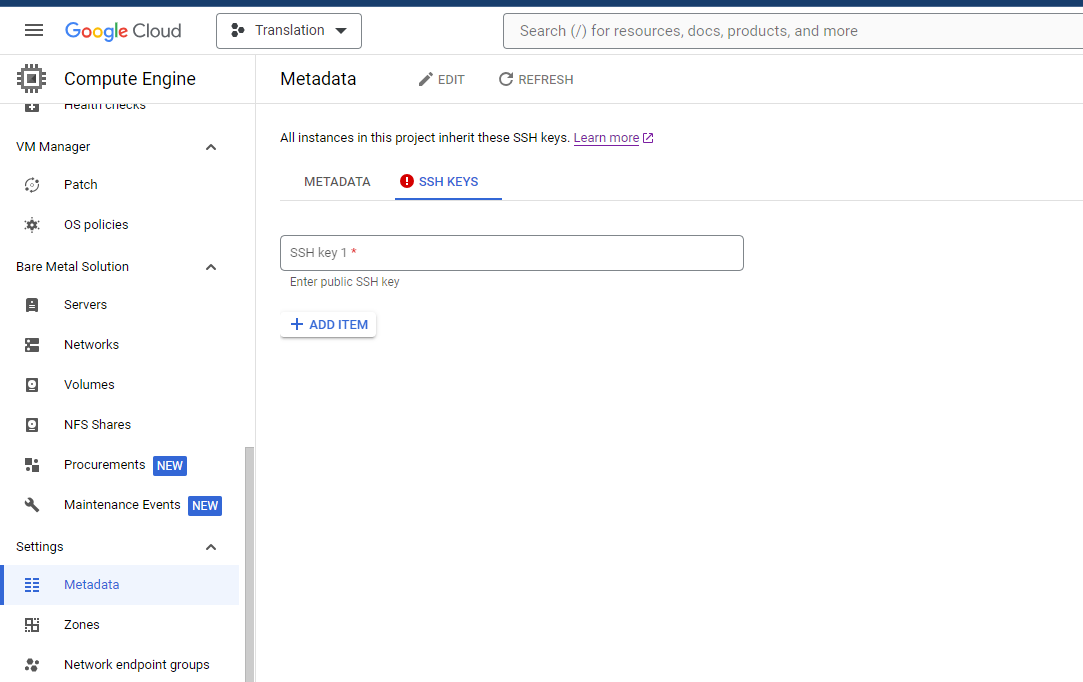 Google Cloud
Translation
Search (/) for resources, docs, products, and more
Compute Engine
Health checks
VM Manager
Patch
OS policies
Bare Metal Solution
Servers
Networks
Volumes
NFS Shares
Procurements NEW
Maintenance Events NEW
Settings
Metadata
Zones
Network endpoint groups
Metadata
EDIT
REFRESH
All instances in this project inherit these SSH keys. Learn more
METADATA
SSH KEYS
SSH key 1 *
Enter public SSH key
+ ADD ITEM